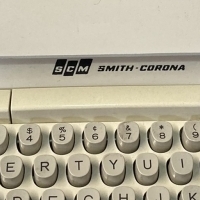 SCM SMITH-CORONA
$ % ¢ & * (
4 5 6 7 8 9
E R T Y U I
D F G H J K